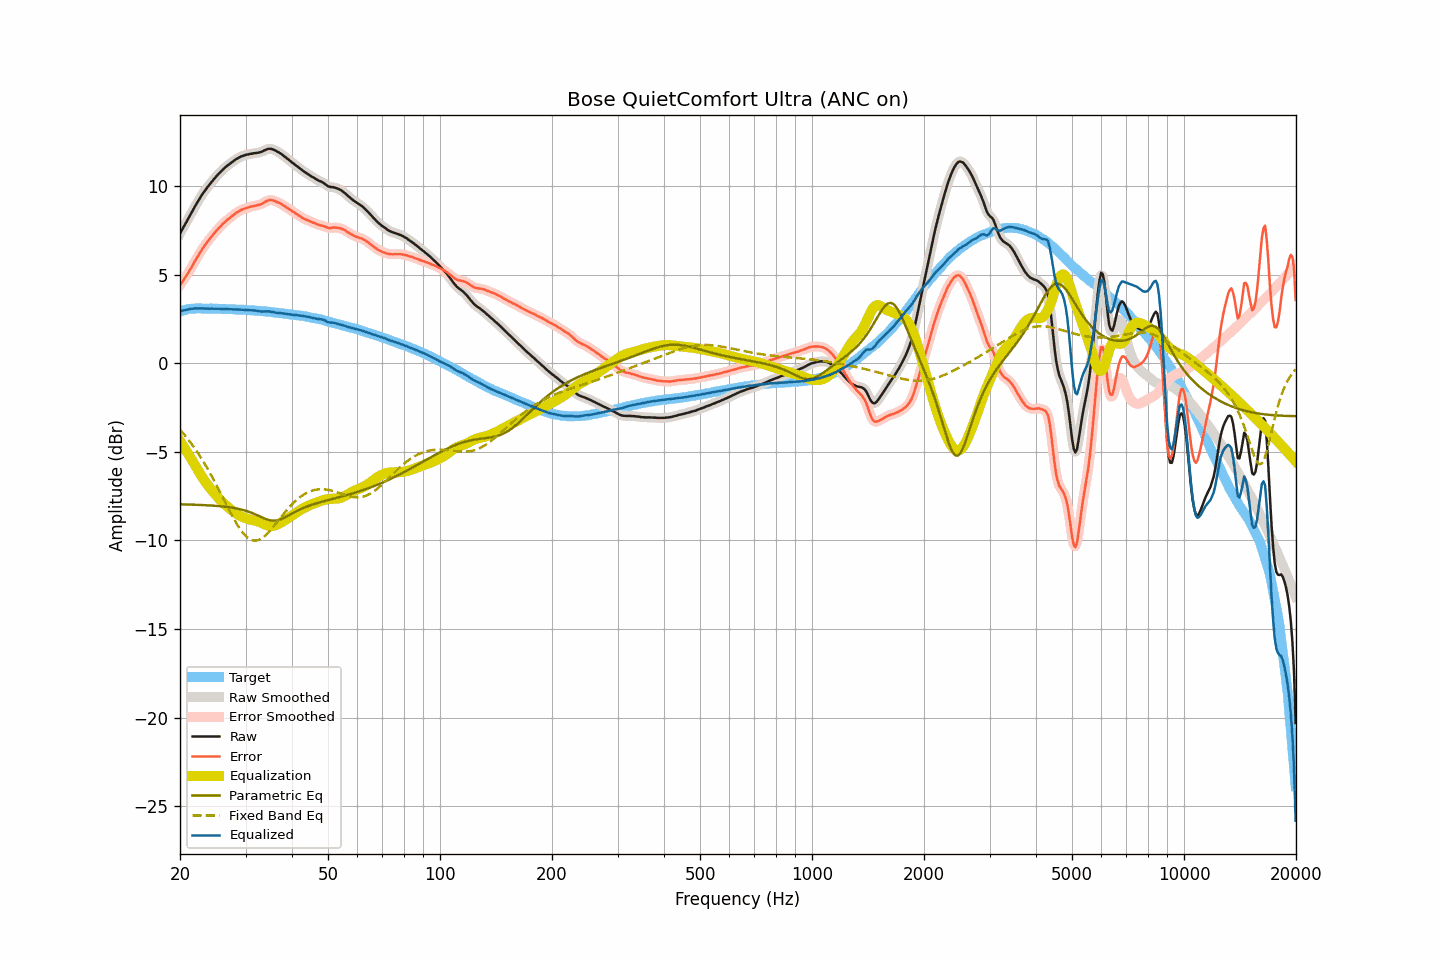 Bose QuietComfort Ultra (ANC on)
Amplitude (dBr)
10
5
0
−5
−10
−15
−20
−25
Target
Raw Smoothed
Error Smoothed
Raw
Error
Equalization
Parametric Eq
Fixed Band Eq
Equalized
20 50 100 200 500 1000 2000 5000 10000 20000
Frequency (Hz)